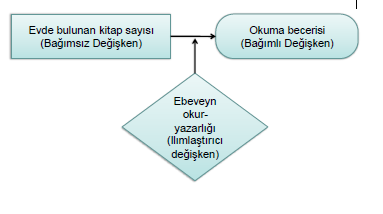 Evde bulunan kitap sayısı
(Bağımsız Değişken)
Okuma becerisi
(Bağımlı Değişken)
Ebeveyn
okur-
yazarlığı
(Ilımlaştırıcı
değişken)